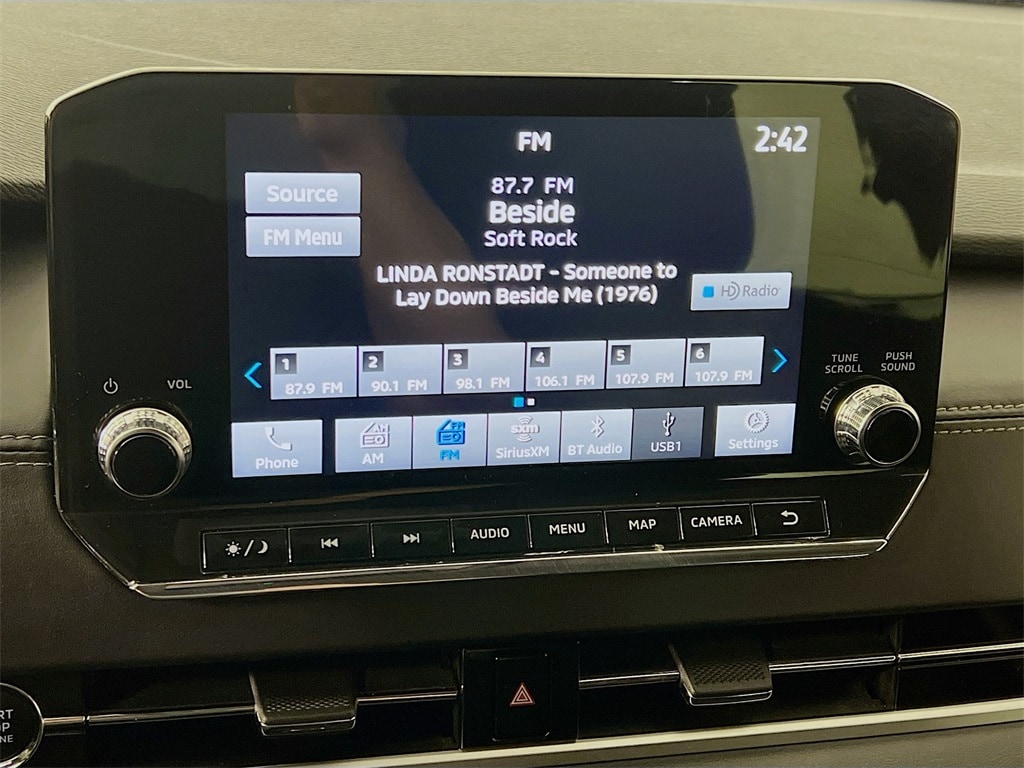 FM
2:42
Source
FM Menu
87.7 FM
Beside
Soft Rock
LINDA RONSTADT - Someone to
Lay Down Beside Me (1976)
HD Radio
1
87.9 FM
2
90.1 FM
3
98.1 FM
4
106.1 FM
5
107.9 FM
6
107.9 FM
Phone
AM
AM
FM
FM
sxm
SiriusXM
BT Audio
USB1
Settings
VOL
TUNE
SCROLL
PUSH
SOUND
AUDIO
MENU
MAP
CAMERA